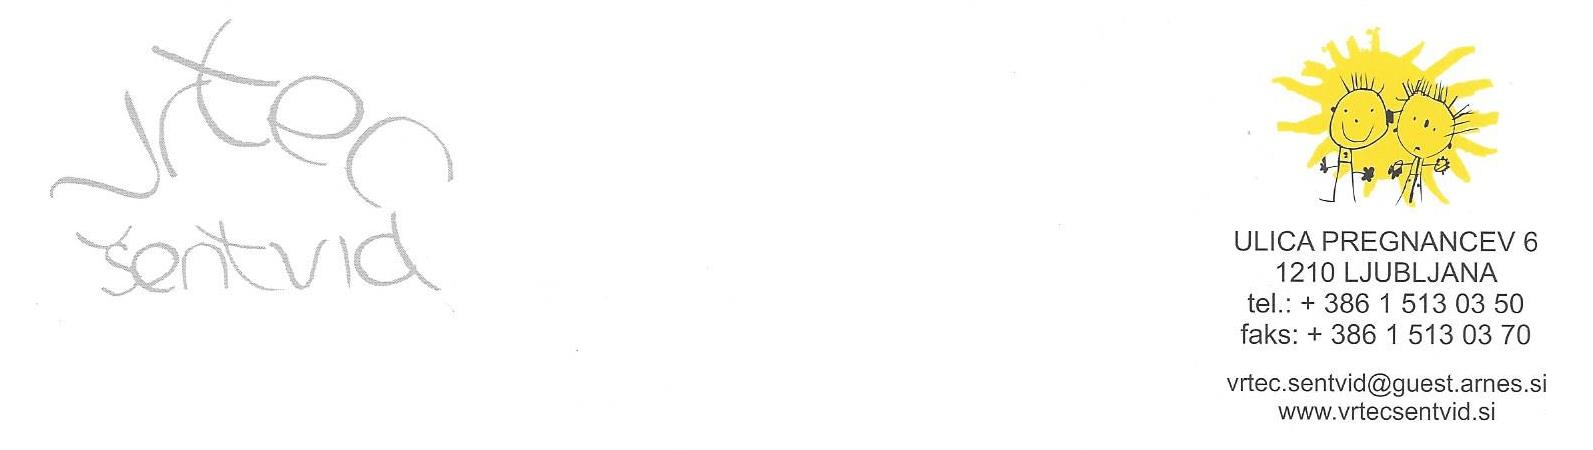 vrtec
šentvid
ULICA PREGNANCEV 6
1210 LJUBLJANA
tel.: + 386 1 513 03 50
faks: + 386 1 513 03 70
vrtec.sentvid@guest.arnes.si
www.vrtecsentvid.si